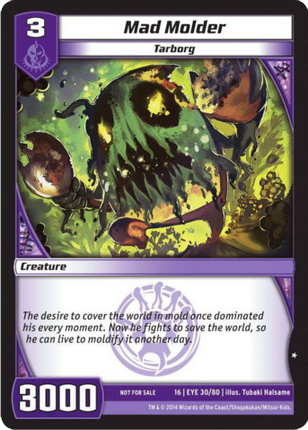 3
Mad Molder
Tarborg
Creature
The desire to cover the world in mold once dominated
his every moment. Now he fights to save the world, so
he can live to moldify it another day.
3000
NOT FOR SALE 16 | EYE 30/80 | Illus. Tubaki Halsame
TM & © 2014 Wizards of the Coast/Shogakukan/Mitsui-Kids.